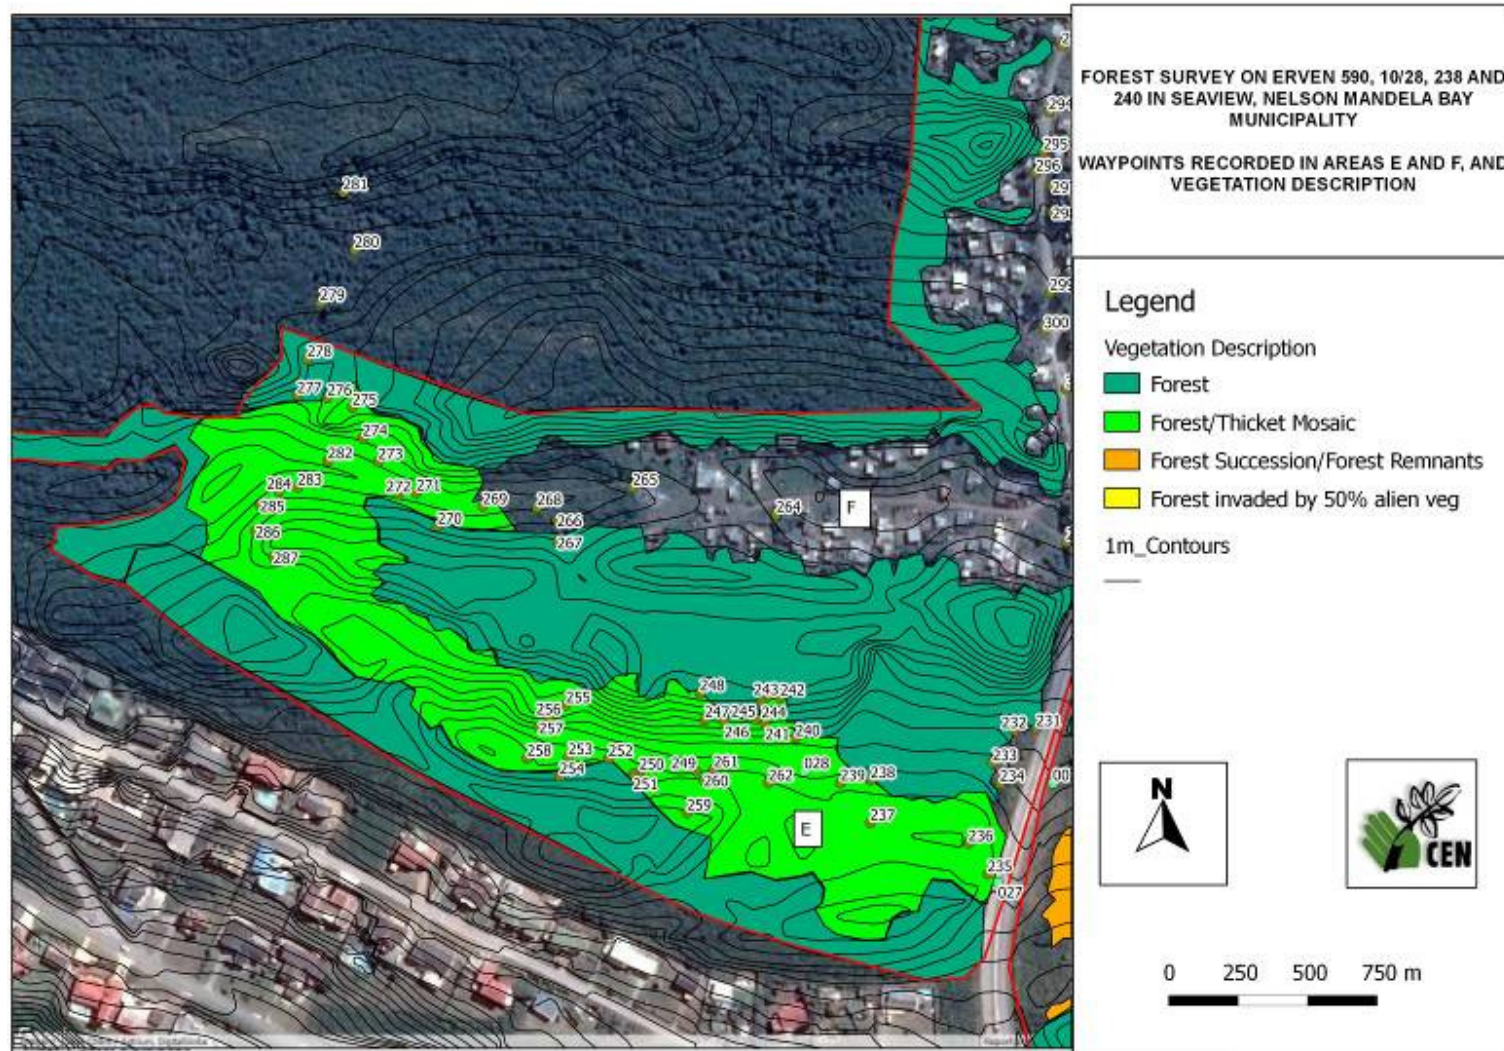 FOREST SURVEY ON ERVEN 590, 10/28, 238 AND
240 IN SEAVIEW, NELSON MANDELA BAY
MUNICIPALITY
WAYPOINTS RECORDED IN AREAS E AND F, AND
VEGETATION DESCRIPTION
Legend
Vegetation Description
Forest
Forest/Thicket Mosaic
Forest Succession/Forest Remnants
Forest invaded by 50% alien veg
1m_Contours
N
CEN
0 250 500 750 m
294
295
296
281
280
279
300
278
277 276
275
274
282 273
284 283
272 271
285
269 268 265
264
F
270
266
286
267
287
248 243 242
255
256
247 245 244
257
246 241 240
232 231
258 253 252
250 249 261
028
233
254
251
260 262 239 238
234
259
237
E
236
235
027